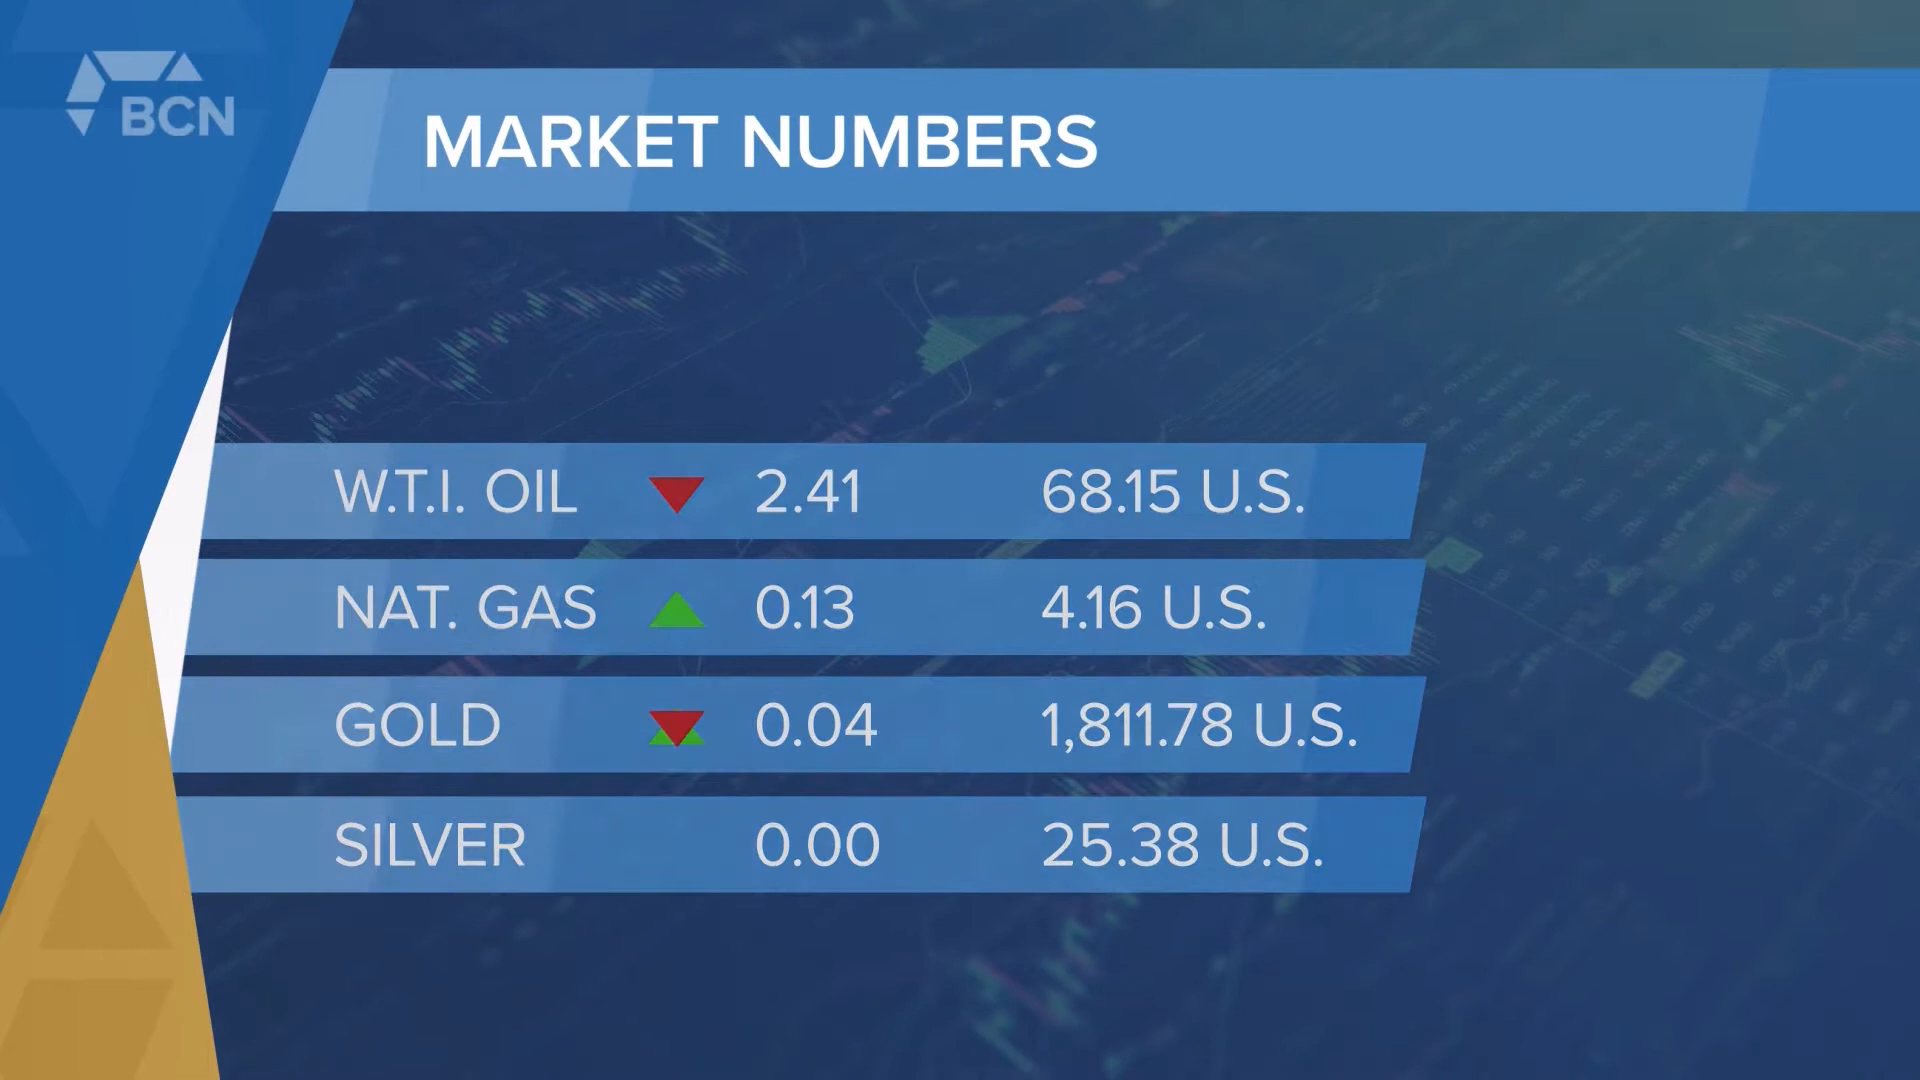 BCN
MARKET NUMBERS
W.T.I. OIL 2.41 68.15 U.S.
NAT. GAS 0.13 4.16 U.S.
GOLD 0.04 1,811.78 U.S.
SILVER 0.00 25.38 U.S.